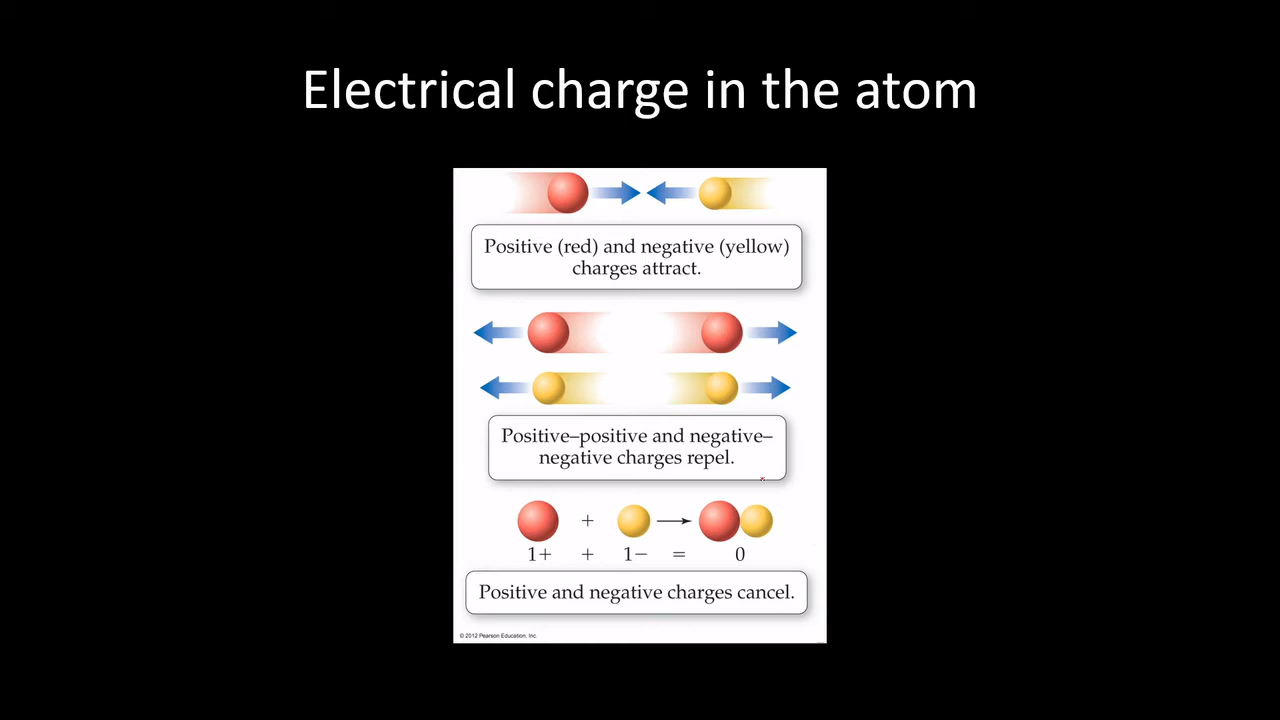 Electrical charge in the atom
Positive (red) and negative (yellow)
charges attract.
Positive–positive and negative–
negative charges repel.
+
1+ + 1− = 0
Positive and negative charges cancel.
© 2012 Pearson Education, Inc.